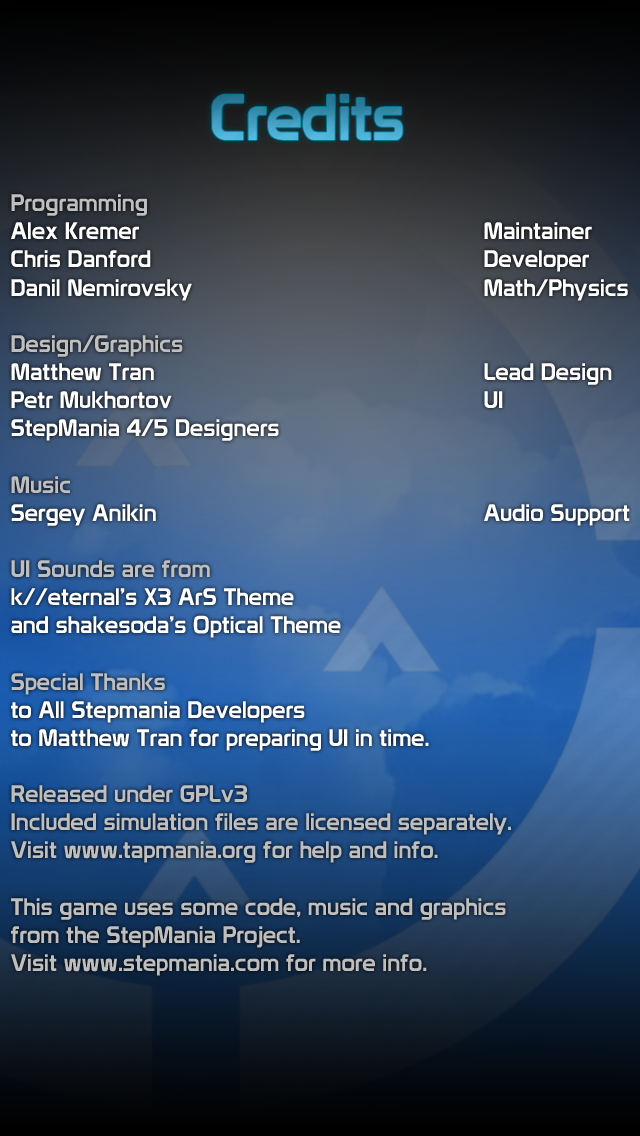 Credits
Programming
Alex Kremer Maintainer
Chris Danford Developer
Danil Nemirovsky Math/Physics
Design/Graphics
Matthew Tran Lead Design
Petr Mukhortov UI
StepMania 4/5 Designers
Music
Sergey Anikin Audio Support
UI Sounds are from
k//eternal's X3 ArS Theme
and shakesoda's Optical Theme
Special Thanks
to All Stepmania Developers
to Matthew Tran for preparing UI in time.
Released under GPLv3
Included simulation files are licensed separately.
Visit www.tapmania.org for help and info.
This game uses some code, music and graphics
from the StepMania Project.
Visit www.stepmania.com for more info.